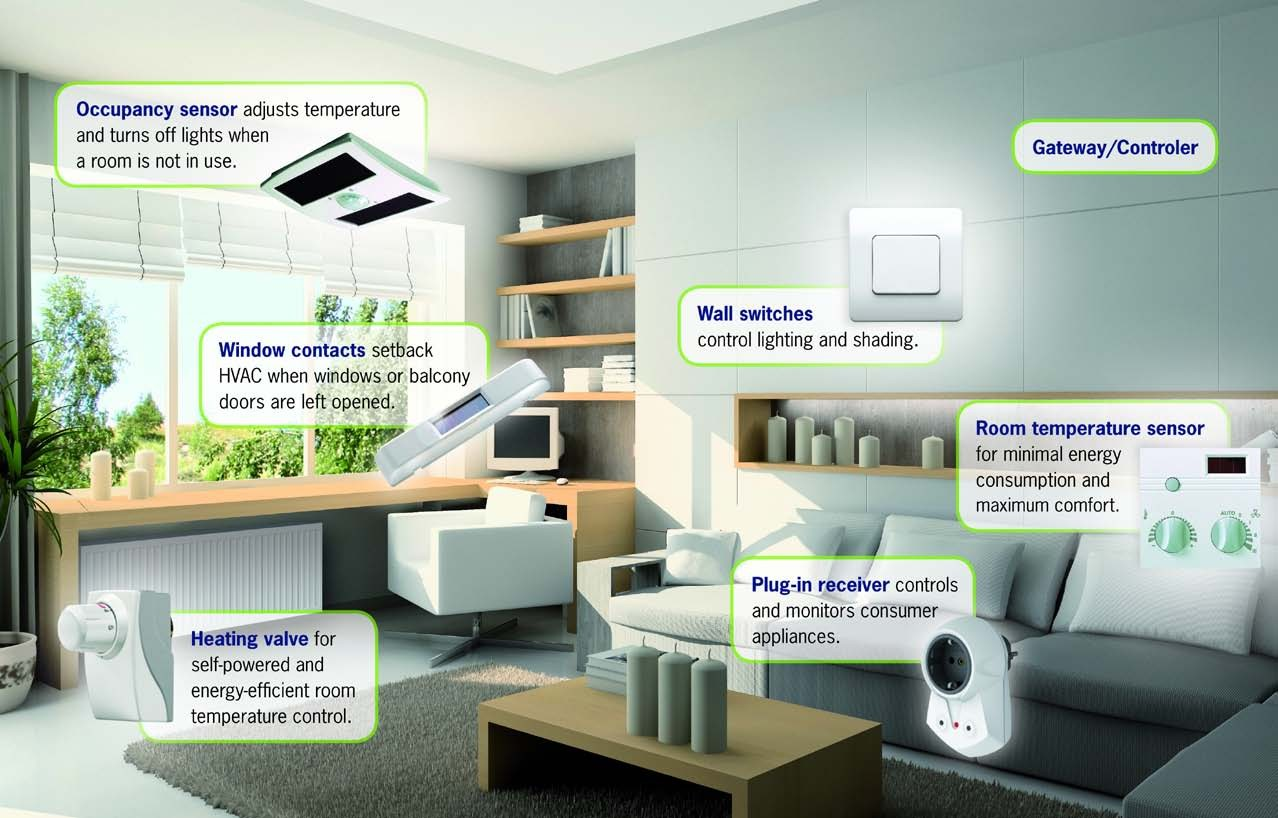 Occupancy sensor adjusts temperature
and turns off lights when
a room is not in use.
Gateway/Controler
Wall switches
control lighting and shading.
Window contacts setback
HVAC when windows or balcony
doors are left opened.
Room temperature sensor
for minimal energy
consumption and
maximum comfort.
Plug-in receiver controls
and monitors consumer
appliances.
Heating valve for
self-powered and
energy-efficient room
temperature control.
AUTO